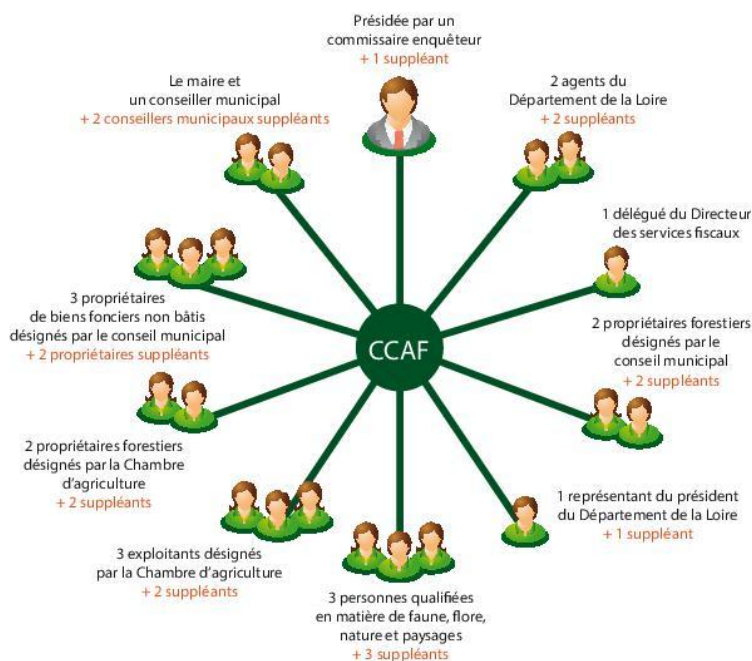 Présidée par un
commissaire enquêteur
+ 1 suppléant
2 agents du
Département de la Loire
+ 2 suppléants
1 délégué du Directeur
des services fiscaux
2 propriétaires forestiers
désignés par le
conseil municipal
+ 2 suppléants
1 représentant du président
du Département de la Loire
+ 1 suppléant
3 personnes qualifiées
en matière de faune, flore,
nature et paysages
+ 3 suppléants
3 exploitants désignés
par la Chambre d'agriculture
+ 2 suppléants
2 propriétaires forestiers
désignés par la Chambre
d'agriculture
+ 2 suppléants
3 propriétaires
de biens fonciers non bâtis
désignés par le conseil municipal
+ 2 propriétaires suppléants
Le maire et
un conseiller municipal
+ 2 conseillers municipaux suppléants
CCAF